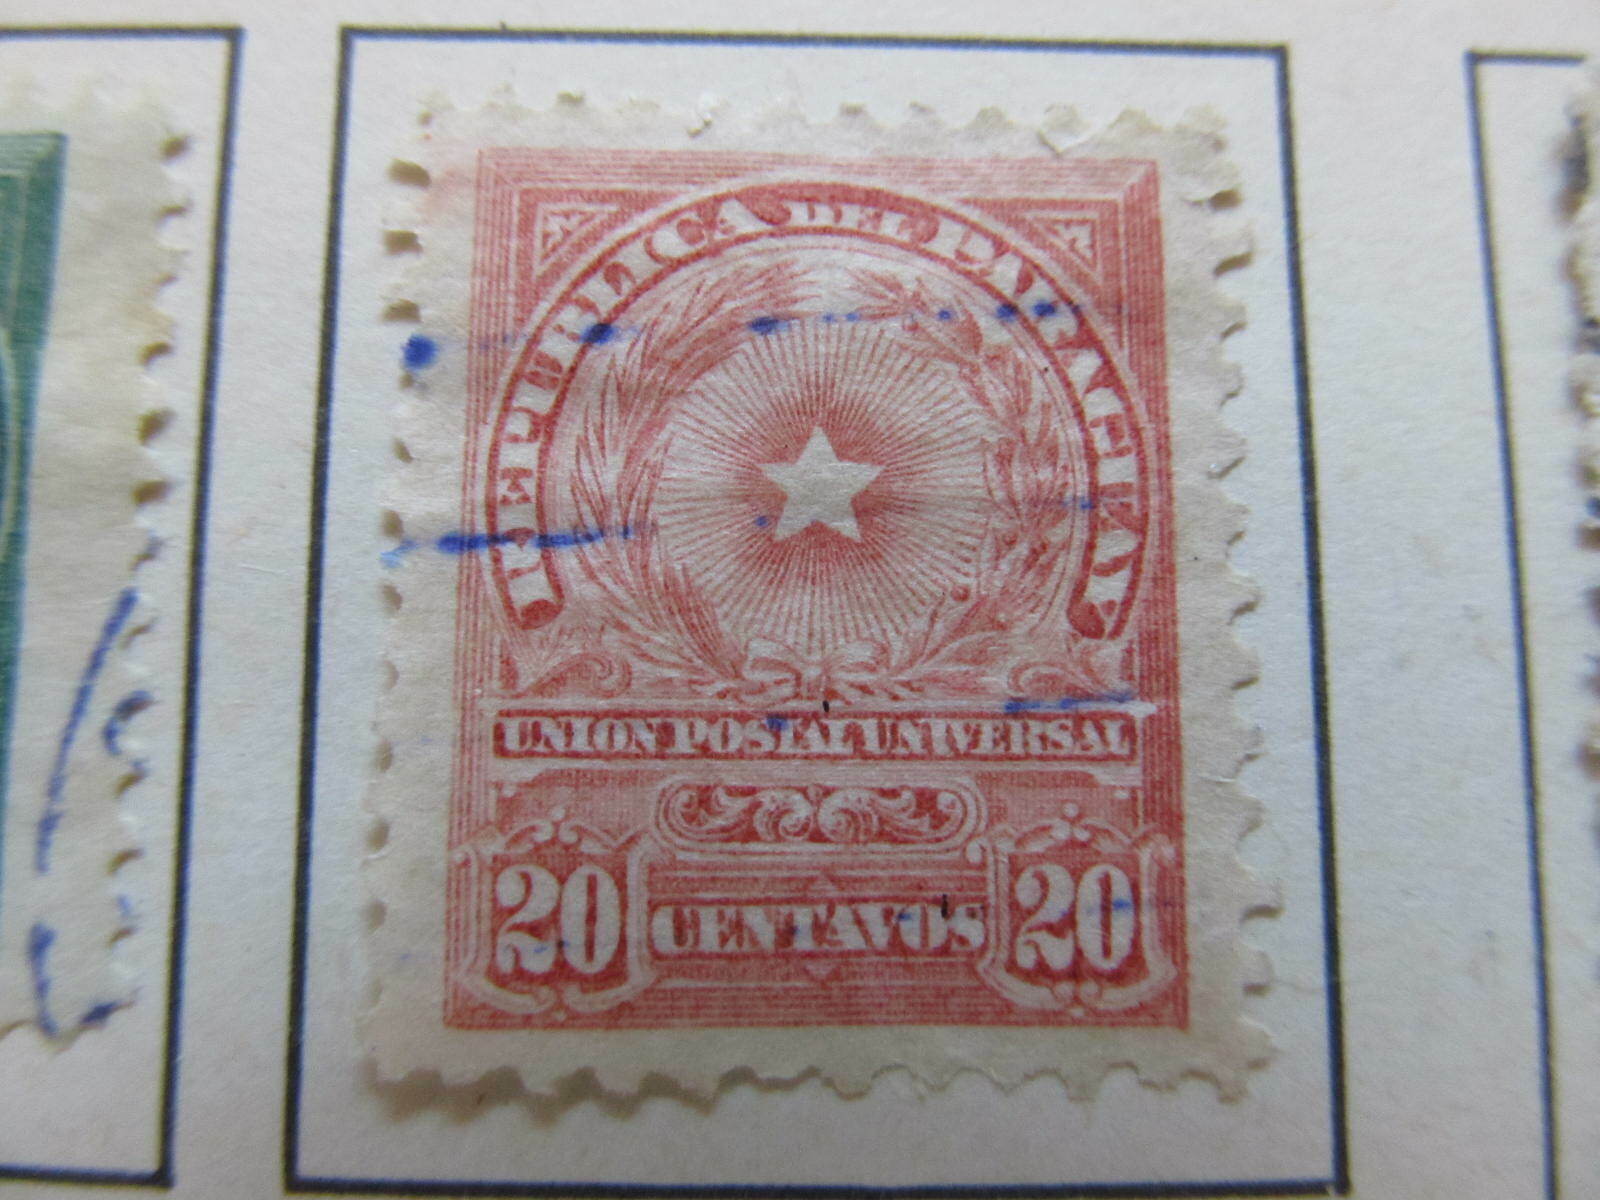 REPUBLICA DEL PARAGUAY
UNION POSTAL UNIVERSAL
20 CENTAVOS 20